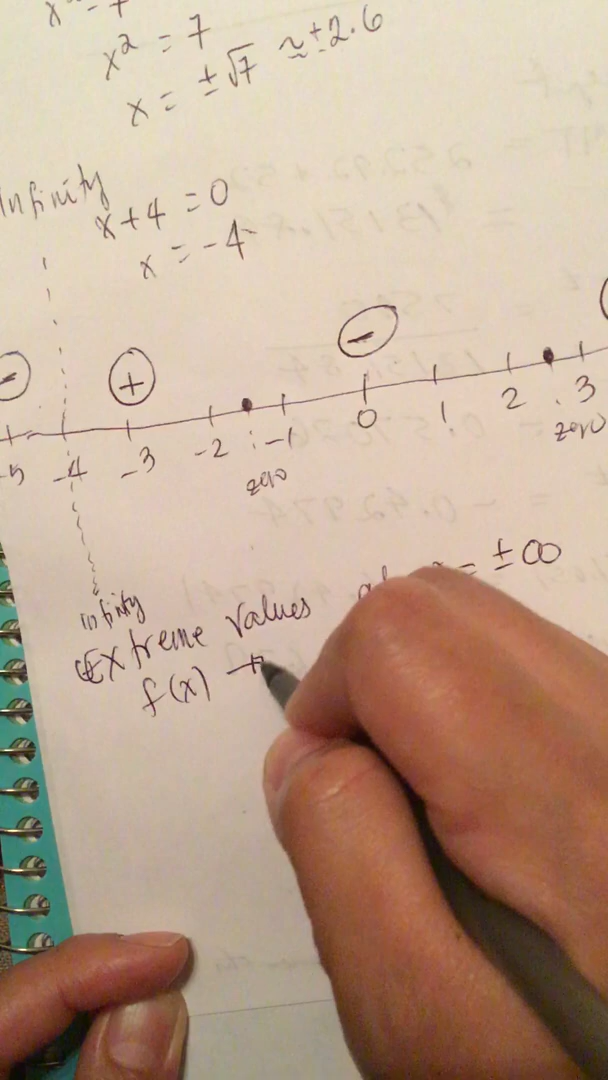 x² = 7
x = ±√7 ≈ ±2.6
Infinity
x+4 = 0
x = -4
- + -
-5 -4 -3 -2 -1 0 1 2 3
zero zero
infinity
Extreme values = ±∞
f(x) →